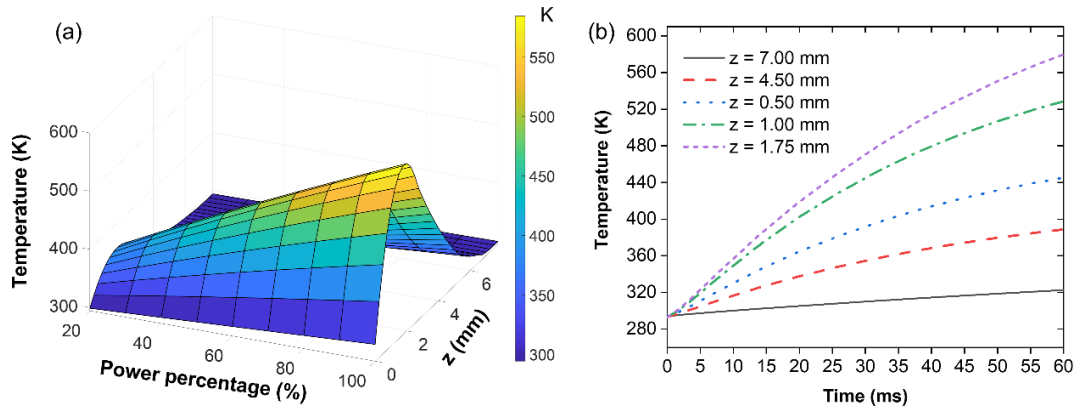 (a)
K
600
500
400
300
Temperature (K)
20
40
60
80
100
Power percentage (%)
0
2
4
6
z (mm)
550
500
450
400
350
300
(b)
600
560
520
480
440
400
360
320
280
Temperature (K)
z = 7.00 mm
z = 4.50 mm
z = 0.50 mm
z = 1.00 mm
z = 1.75 mm
0 5 10 15 20 25 30 35 40 45 50 55 60
Time (ms)